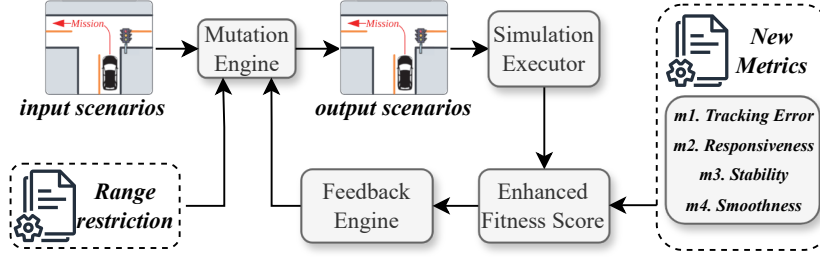 Mission
input scenarios
Mutation
Engine
Mission
output scenarios
Simulation
Executor
New
Metrics
m1. Tracking Error
m2. Responsiveness
m3. Stability
m4. Smoothness
Range
restriction
Feedback
Engine
Enhanced
Fitness Score